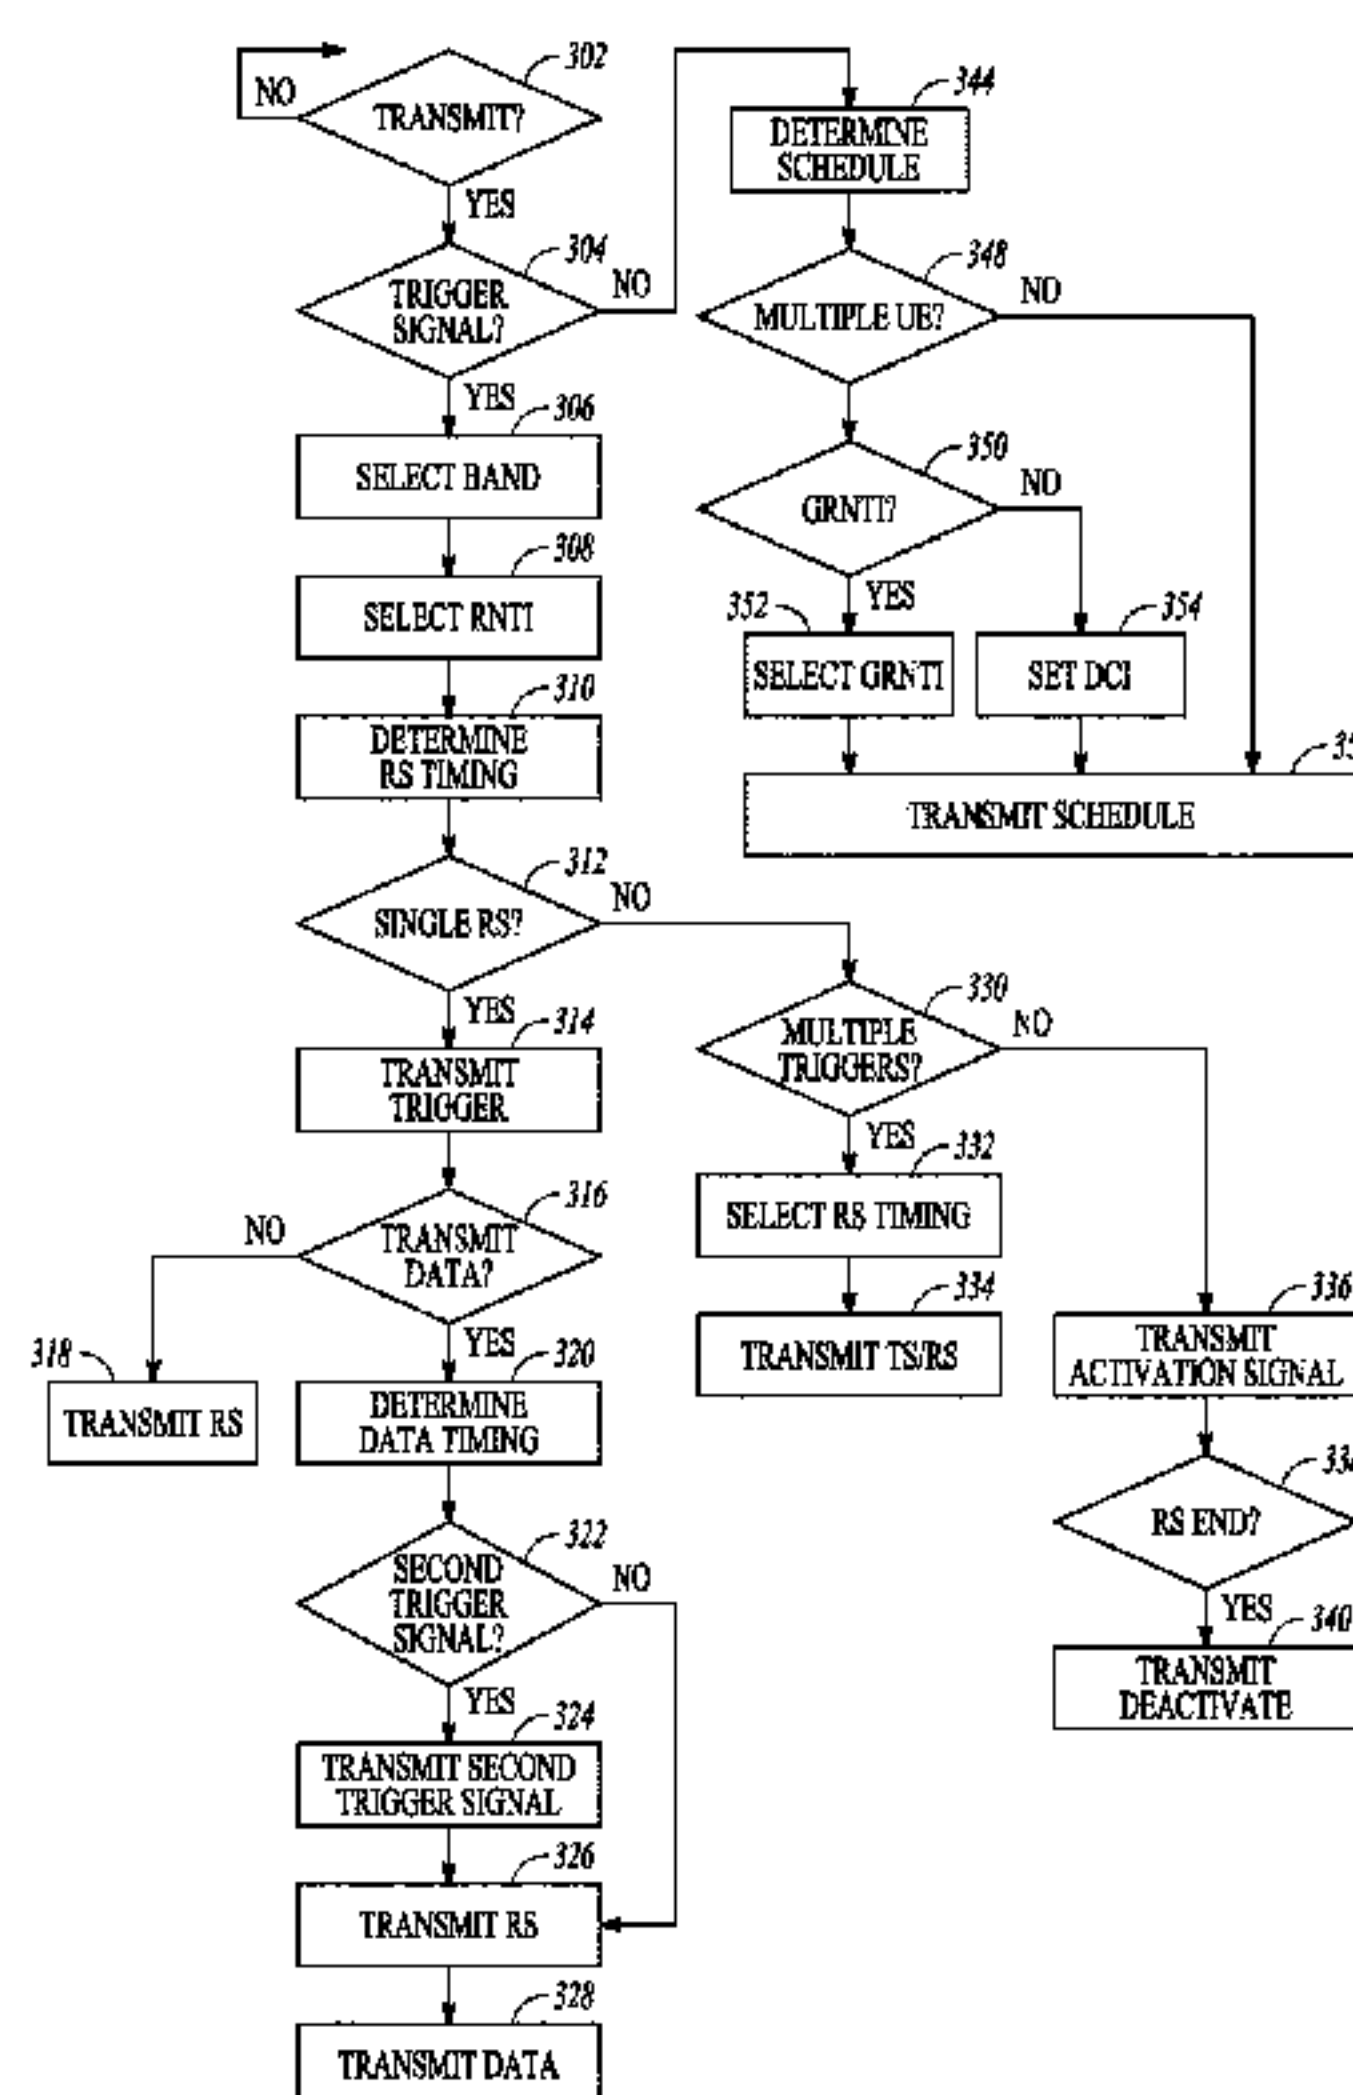 302
NO
TRANSMIT?
YES
304
TRIGGER
SIGNAL?
NO
YES
306
SELECT BAND
308
SELECT RNTI
310
DETERMINE
RS TIMING
312
SINGLE RS?
NO
YES
314
TRANSMIT
TRIGGER
316
NO
TRANSMIT
DATA?
YES
318
TRANSMIT RS
320
DETERMINE
DATA TIMING
322
SECOND
TRIGGER
SIGNAL?
NO
YES
324
TRANSMIT SECOND
TRIGGER SIGNAL
326
TRANSMIT RS
328
TRANSMIT DATA
344
DETERMINE
SCHEDULE
348
MULTIPLE UE?
NO
350
GRNTI?
NO
YES
352
SELECT GRNTI
354
SET DCI
TRANSMIT SCHEDULE
330
MULTIPLE
TRIGGERS?
NO
YES
332
SELECT RS TIMING
334
TRANSMIT TS/RS
336
TRANSMIT
ACTIVATION SIGNAL
RS END?
YES
340
TRANSMIT
DEACTIVATE